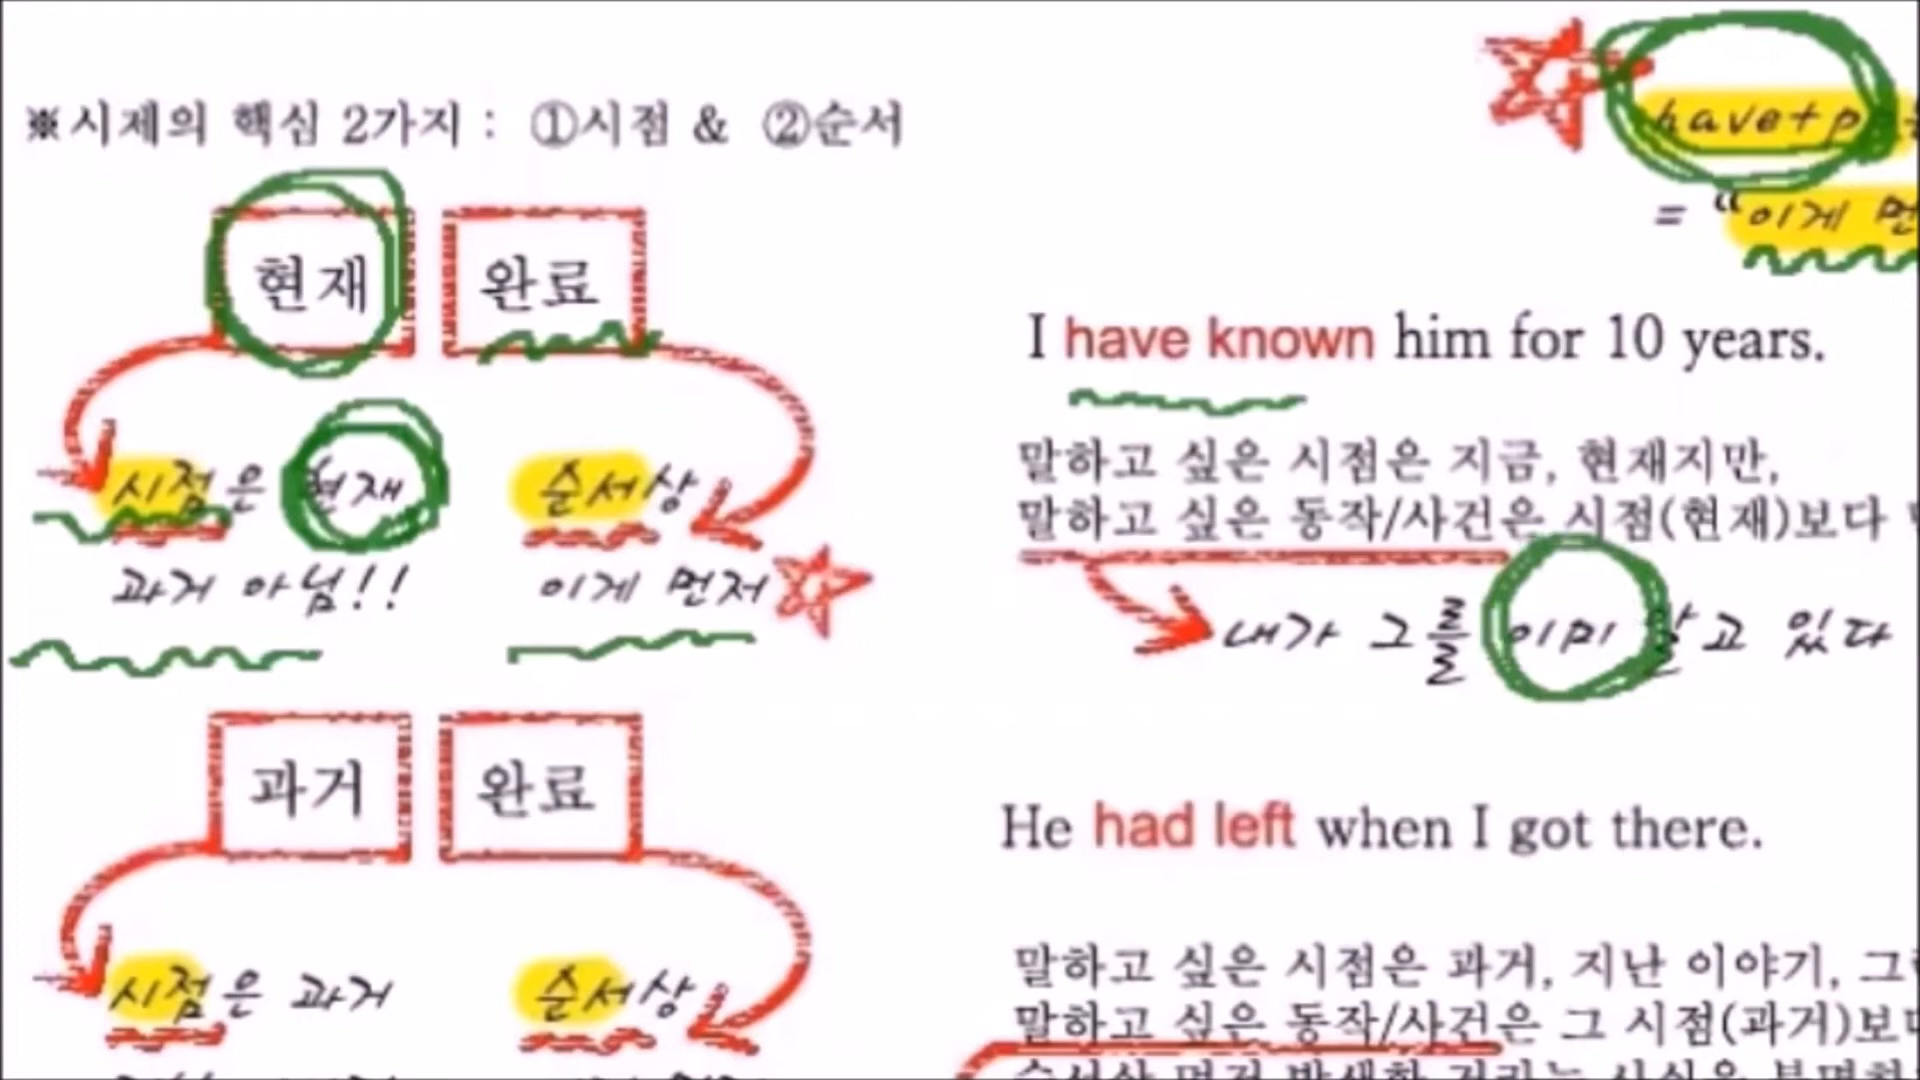 ※시제의 핵심 2가지 : ①시점 & ②순서
현재 완료
시점은 현재
과거 아님!!
순서상
이게 먼저
과거 완료
시점은 과거
순서상
have+p
= "이게 먼
I have known him for 10 years.
말하고 싶은 시점은 지금, 현재지만,
말하고 싶은 동작/사건은 시점(현재)보다
내가 그를 이미 알고 있다
He had left when I got there.
말하고 싶은 시점은 과거, 지난 이야기,
말하고 싶은 동작/사건은 그 시점(과거)보다